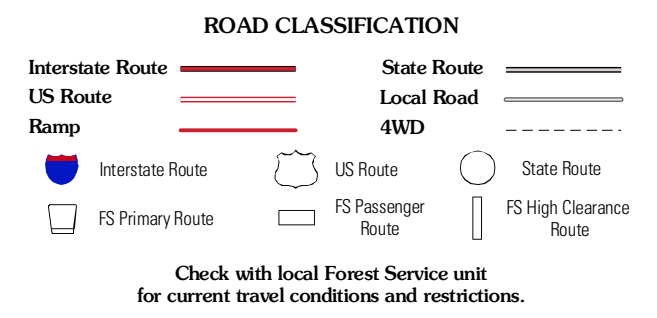 ROAD CLASSIFICATION
Interstate Route
State Route
US Route
Local Road
Ramp
4WD
Interstate Route
US Route
State Route
FS Primary Route
FS Passenger
Route
FS High Clearance
Route
Check with local Forest Service unit
for current travel conditions and restrictions.